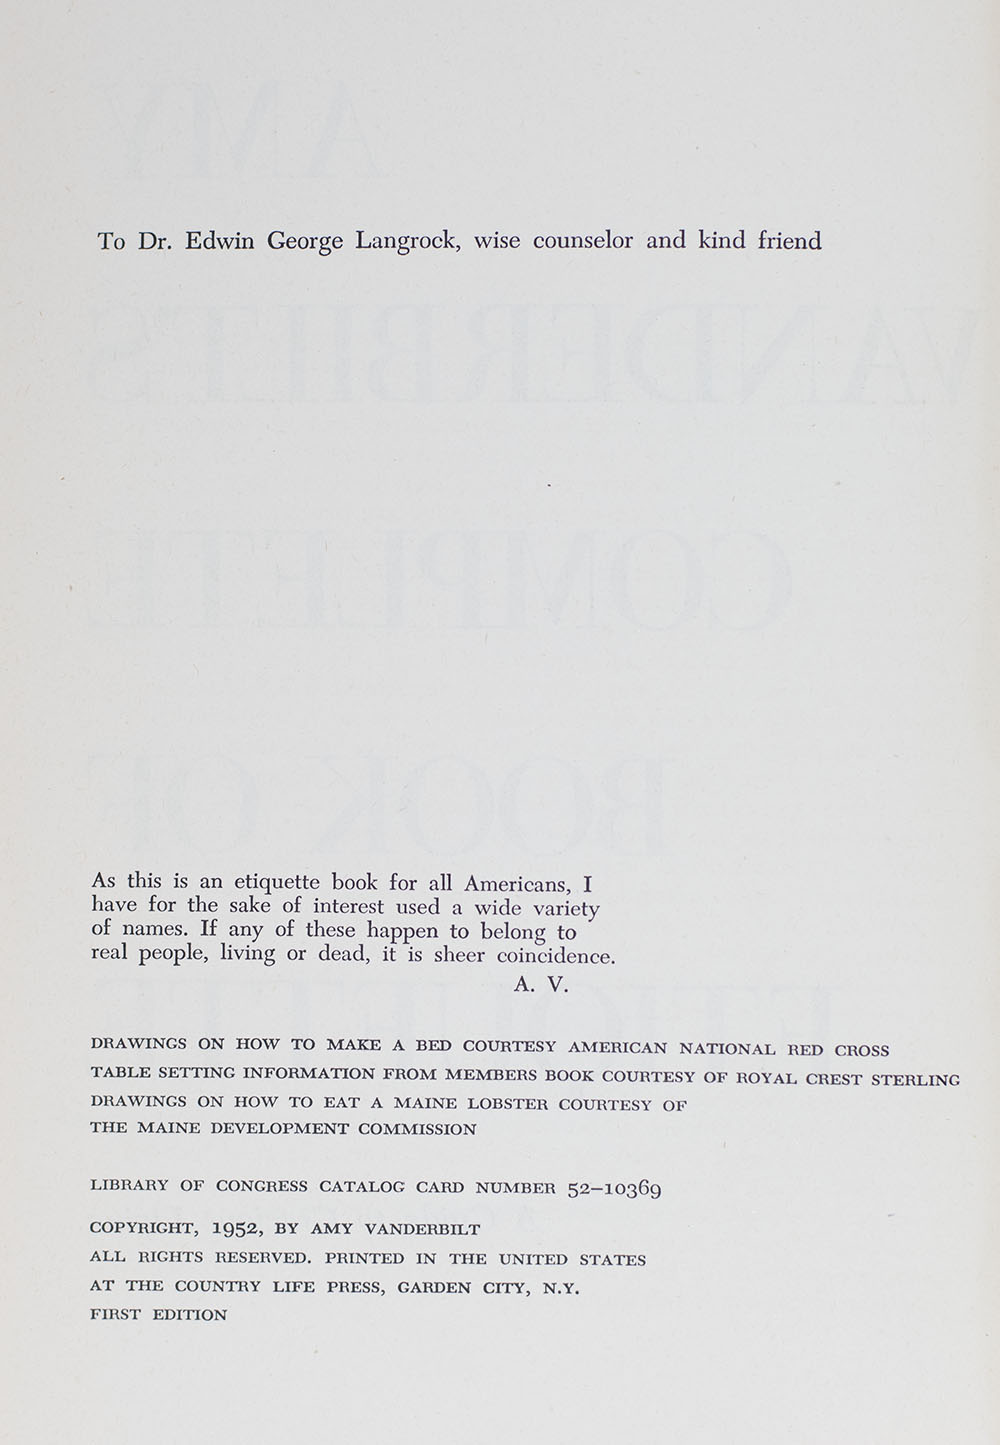 To Dr. Edwin George Langrock, wise counselor and kind friend
As this is an etiquette book for all Americans, I
have for the sake of interest used a wide variety
of names. If any of these happen to belong to
real people, living or dead, it is sheer coincidence.
A. V.
DRAWINGS ON HOW TO MAKE A BED COURTESY AMERICAN NATIONAL RED CROSS
TABLE SETTING INFORMATION FROM MEMBERS BOOK COURTESY OF ROYAL CREST STERLING
DRAWINGS ON HOW TO EAT A MAINE LOBSTER COURTESY OF
THE MAINE DEVELOPMENT COMMISSION
LIBRARY OF CONGRESS CATALOG CARD NUMBER 52–10369
COPYRIGHT, 1952, BY AMY VANDERBILT
ALL RIGHTS RESERVED. PRINTED IN THE UNITED STATES
AT THE COUNTRY LIFE PRESS, GARDEN CITY, N.Y.
FIRST EDITION